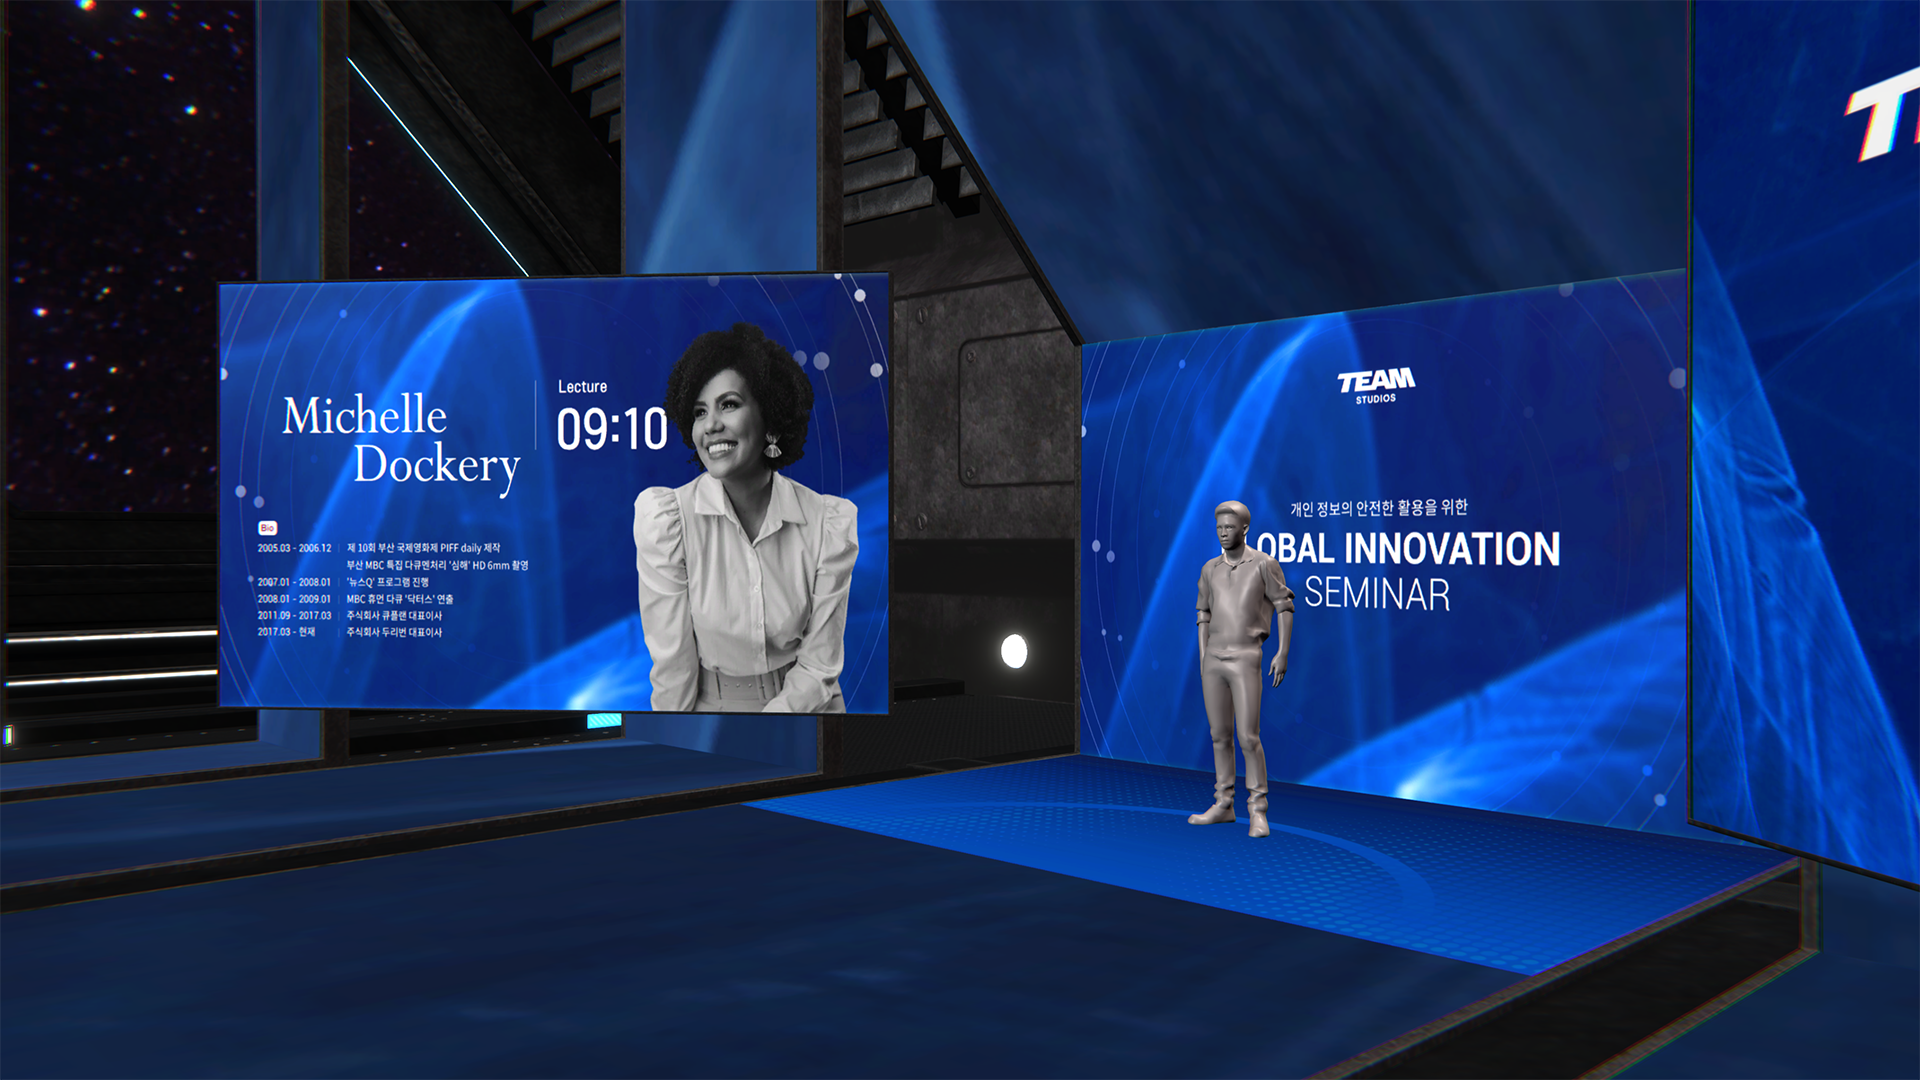 Michelle
Dockery
Lecture
09:10
Bio
2005.03 - 2006.12 제 10회 부산 국제영화제 PIFF daily 제작
부산 MBC 특집 다큐멘처리 '심해' HD 6mm 촬영
2007.01 - 2008.01 '뉴스Q' 프로그램 진행
2008.01 - 2009.01 MBC 휴먼 다큐 '닥터스' 연출
2011.09 - 2017.03 주식회사 큐플랜 대표이사
2017.03 - 현재 주식회사 두리번 대표이사
TEAM
STUDIOS
개인 정보의 안전한 활용을 위한
LOBAL INNOVATION
SEMINAR
T